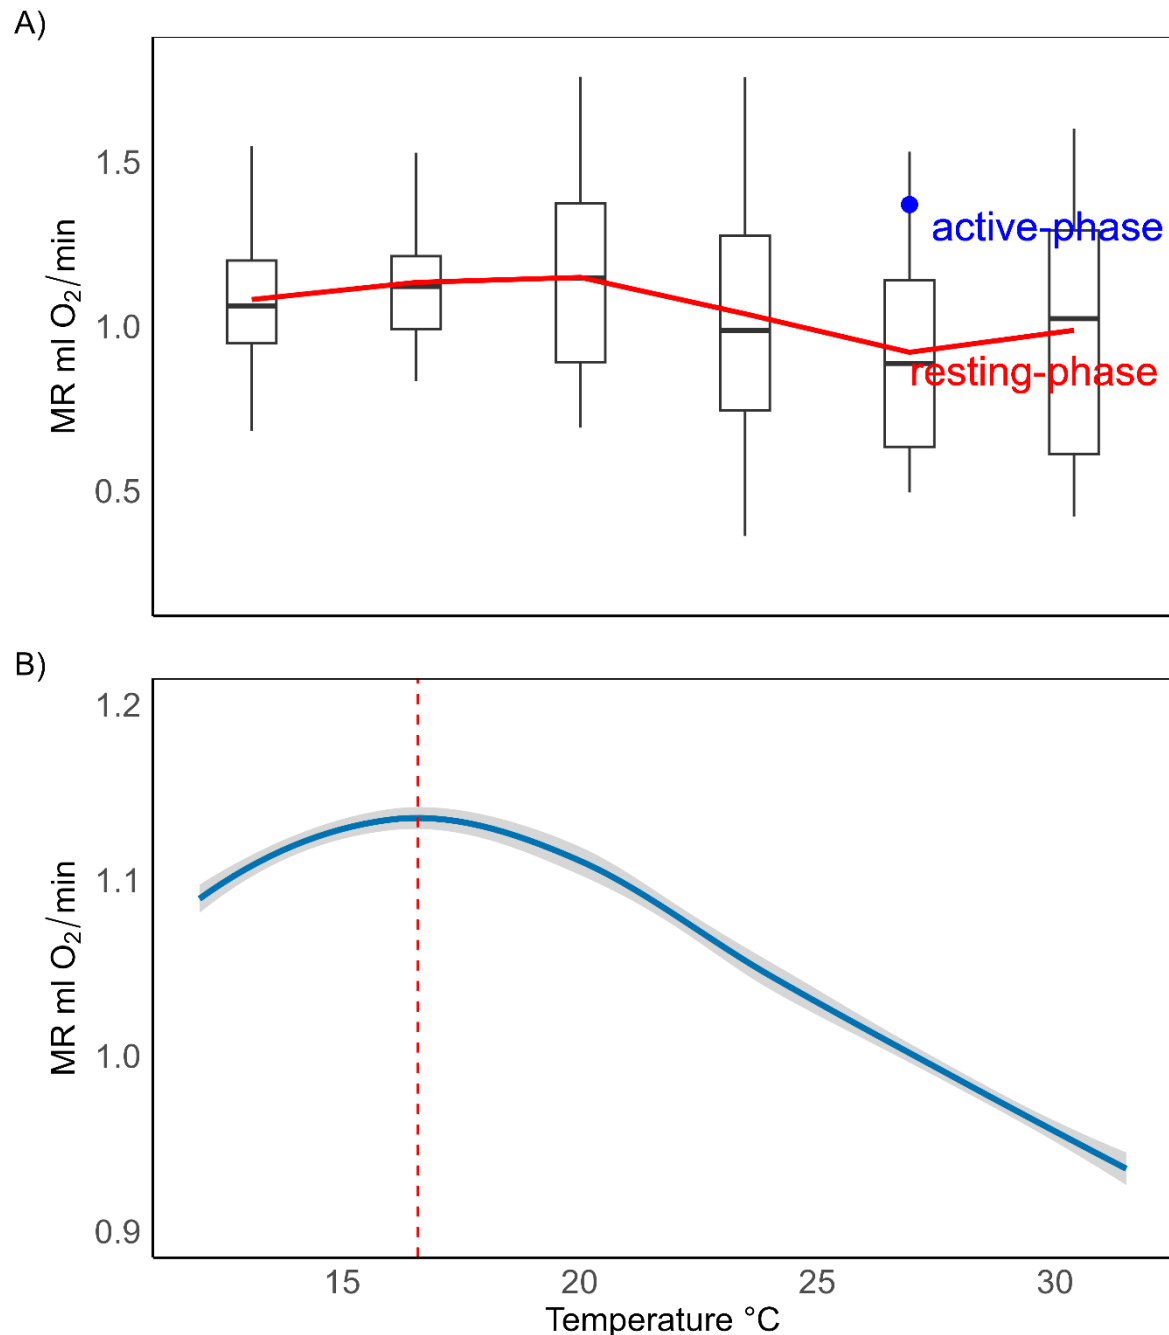 A)
MR ml O₂/min
1.5
1.0
0.5
active-phase
resting-phase
B)
MR ml O₂/min
1.2
1.1
1.0
0.9
15 20 25 30
Temperature °C